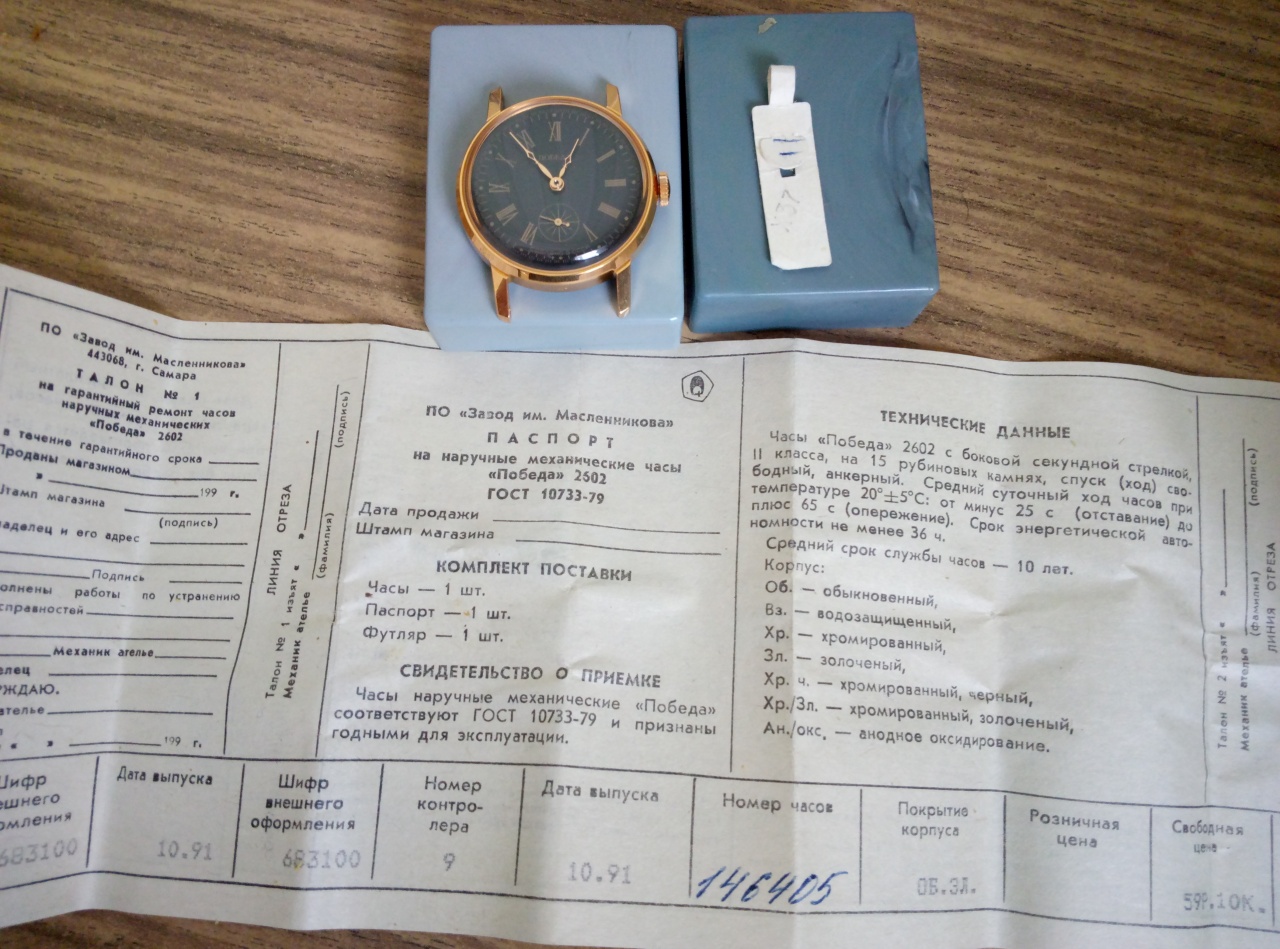 ПО «Завод им. Масленникова»
443068, г. Самара
ТАЛОН № 1
на гарантийный ремонт часов
наручных механических
«Победа» 2602
в течение гарантийного срока
Проданы магазином
» 199 г.
Штамп магазина
(подпись)
и его адрес
Подпись
работы по устранению
Механик ателье
ателье
« » 199 г.
ЛИНИЯ ОТРЕЗА
Талон № 1 изъят « »
Механик ателье
(фамилия)
(подпись)
ПО «Завод им. Масленникова»
ПАСПОРТ
на наручные механические часы
«Победа» 2602
ГОСТ 10733-79
Дата продажи
Штамп магазина
КОМПЛЕКТ ПОСТАВКИ
Часы — 1 шт.
Паспорт — 1 шт.
Футляр — 1 шт.
СВИДЕТЕЛЬСТВО О ПРИЕМКЕ
Часы наручные механические «Победа»
соответствуют ГОСТ 10733-79 и признаны
годными для эксплуатации.
ТЕХНИЧЕСКИЕ ДАННЫЕ
Часы «Победа» 2602 с боковой секундной стрелкой,
II класса, на 15 рубиновых камнях, спуск (ход) сво-
бодный, анкерный. Средний суточный ход часов при
температуре 20°±5°С: от минус 25 с (отставание) до
плюс 65 с (опережение). Срок энергетической авто-
номности не менее 36 ч.
Средний срок службы часов — 10 лет.
Корпус:
Об. — обыкновенный,
Вз. — водозащищенный,
Хр. — хромированный,
Зл. — золоченый,
Хр. ч. — хромированный, черный,
Хр./Зл. — хромированный, золоченый,
Ан./окс. — анодное оксидирование.
Талон № 2 изъят « »
Механик ателье
(фамилия)
(подпись)
ЛИНИЯ ОТРЕЗА
Шифр
683100
Дата выпуска
10.91
Шифр
внешнего
оформления
683100
Номер
контро-
лера
9
Дата выпуска
10.91
Номер часов
146405
Покрытие
корпуса
ОБ.ЗЛ.
Розничная
цена
Свободная
цена
59Р.10К.